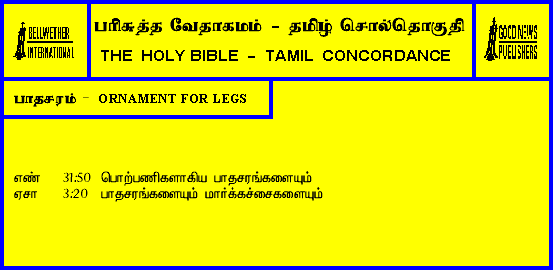 BELLWETHER
INTERNATIONAL
பரிசுத்த வேதாகமம் - தமிழ் சொல்தொகுதி
THE HOLY BIBLE - TAMIL CONCORDANCE
GOOD NEWS
PUBLISHERS
பாதசரம் - ORNAMENT FOR LEGS
எண் 31:50 பொற்பணிகளாகிய பாதசரங்களையும்
ஏசா 3:20 பாதசரங்களையும் மார்க்கச்சைகளையும்